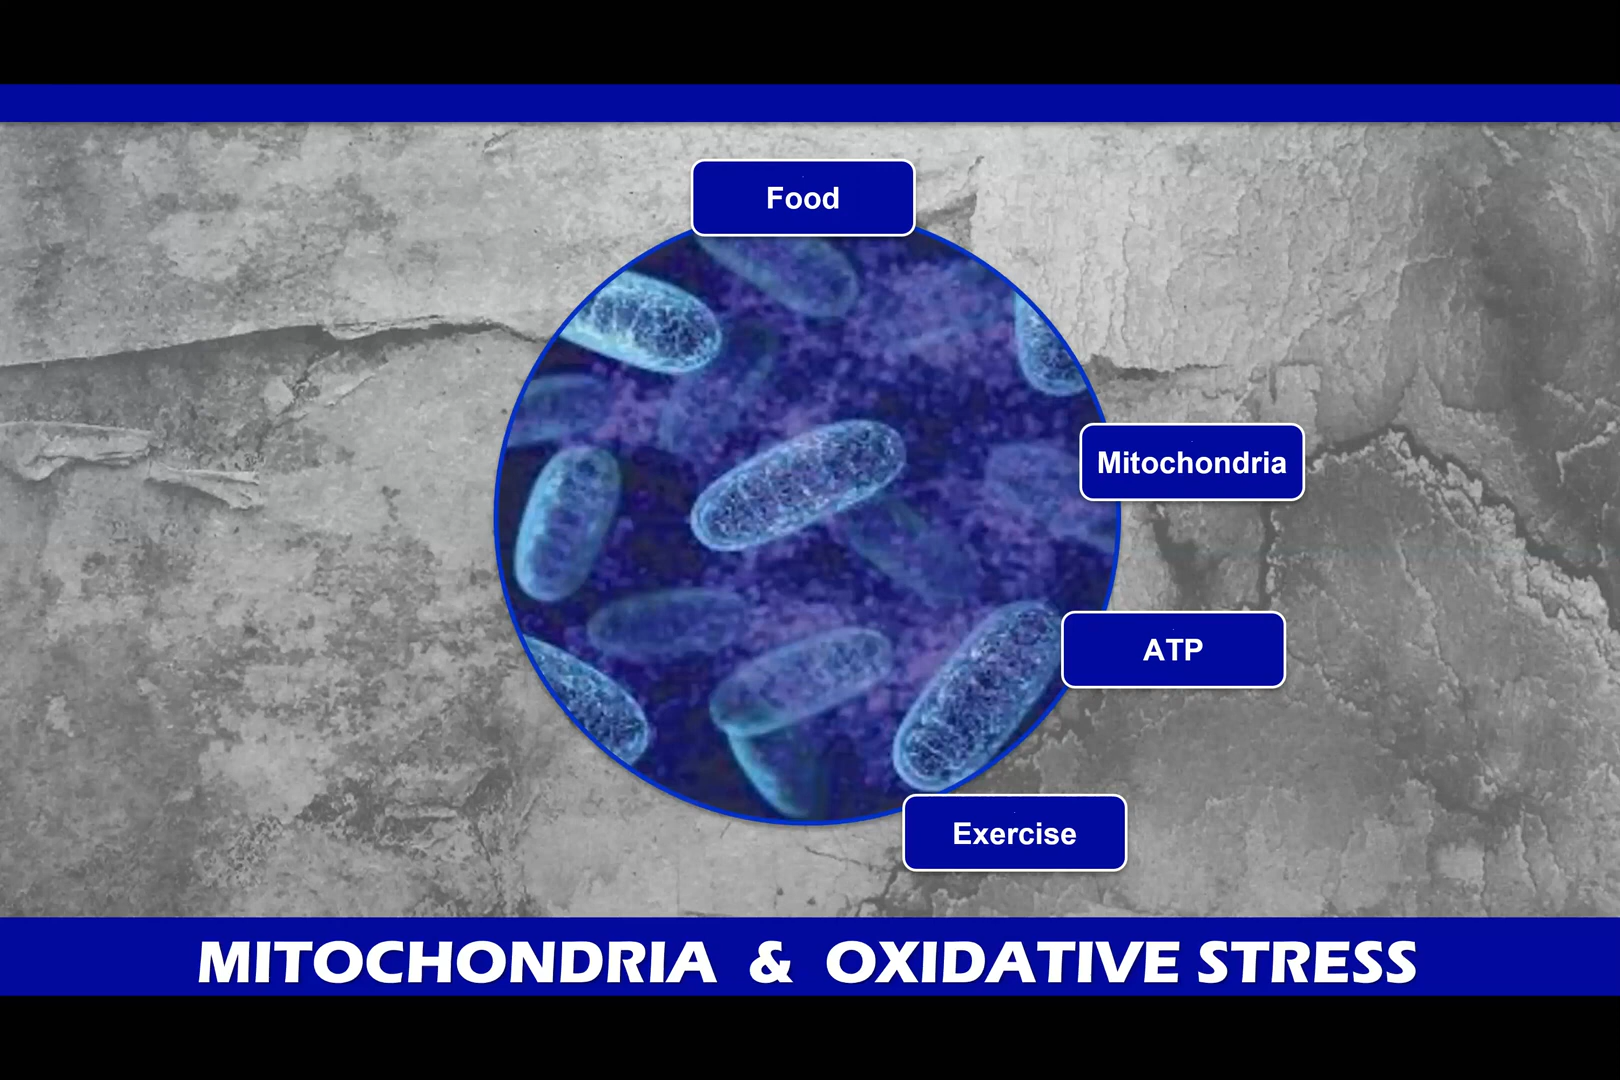 Food
Mitochondria
ATP
Exercise
MITOCHONDRIA & OXIDATIVE STRESS